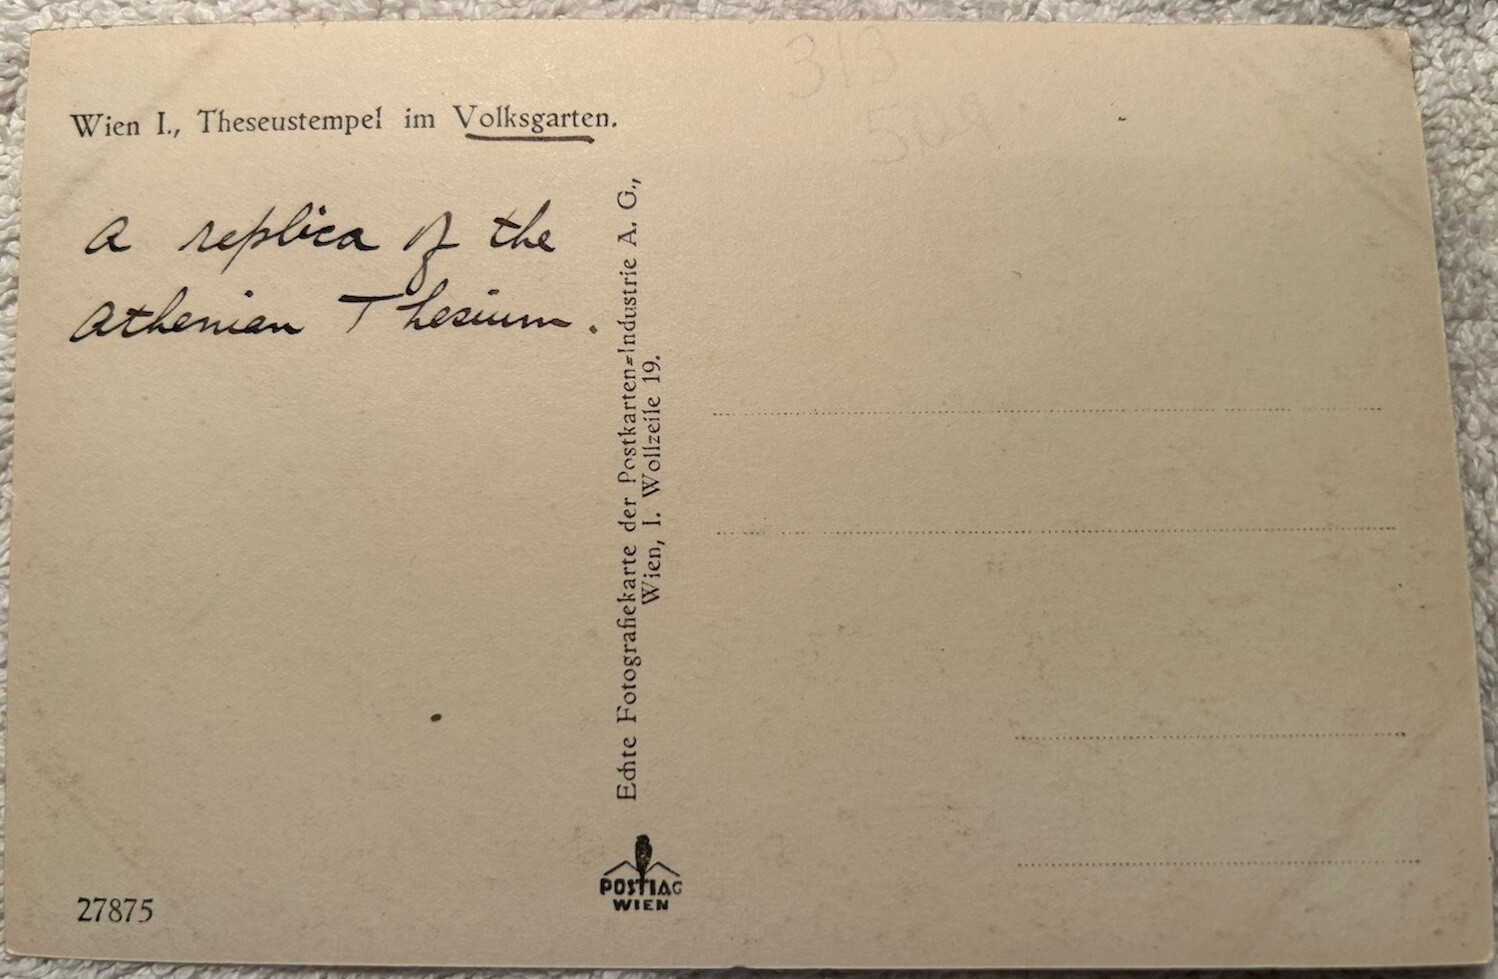 Wien I., Theseustempel im Volksgarten.
a replica of the
Athenian Thesium.
Echte Fotografiekarte der Postkarten=Industrie A. G.,
Wien, I. Wollzeile 19.
313
27875
POSTIAG
WIEN